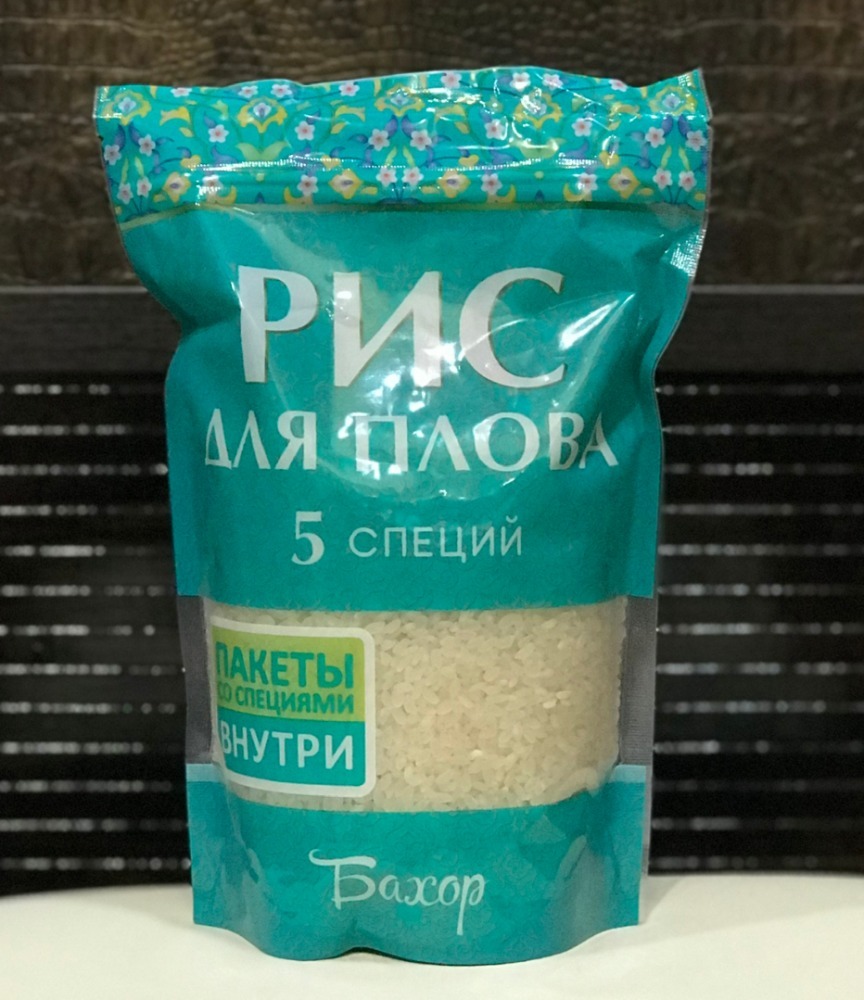 РИС
ДЛЯ ПЛОВА
5 СПЕЦИЙ
ПАКЕТЫ
СО СПЕЦИЯМИ
ВНУТРИ
Бахор